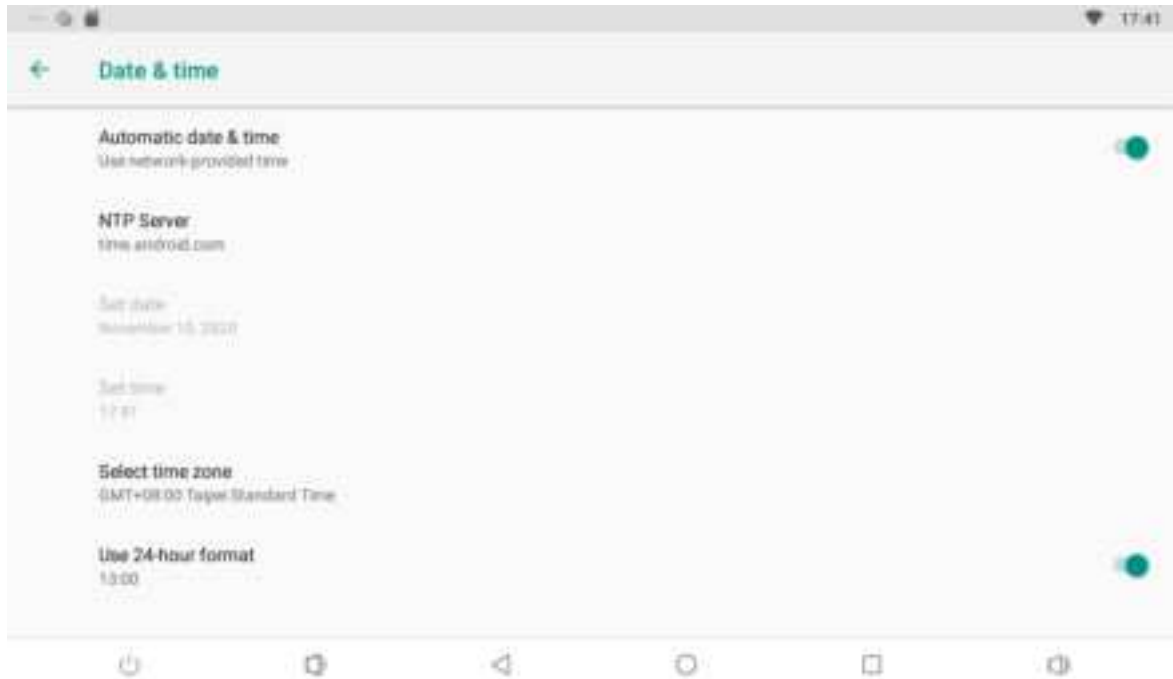 17:41
Date & time
Automatic date & time
Use network-provided time
NTP Server
time.android.com
Set date
November 10, 2020
Set time
17:41
Select time zone
GMT+08:00 Taipei Standard Time
Use 24-hour format
13:00